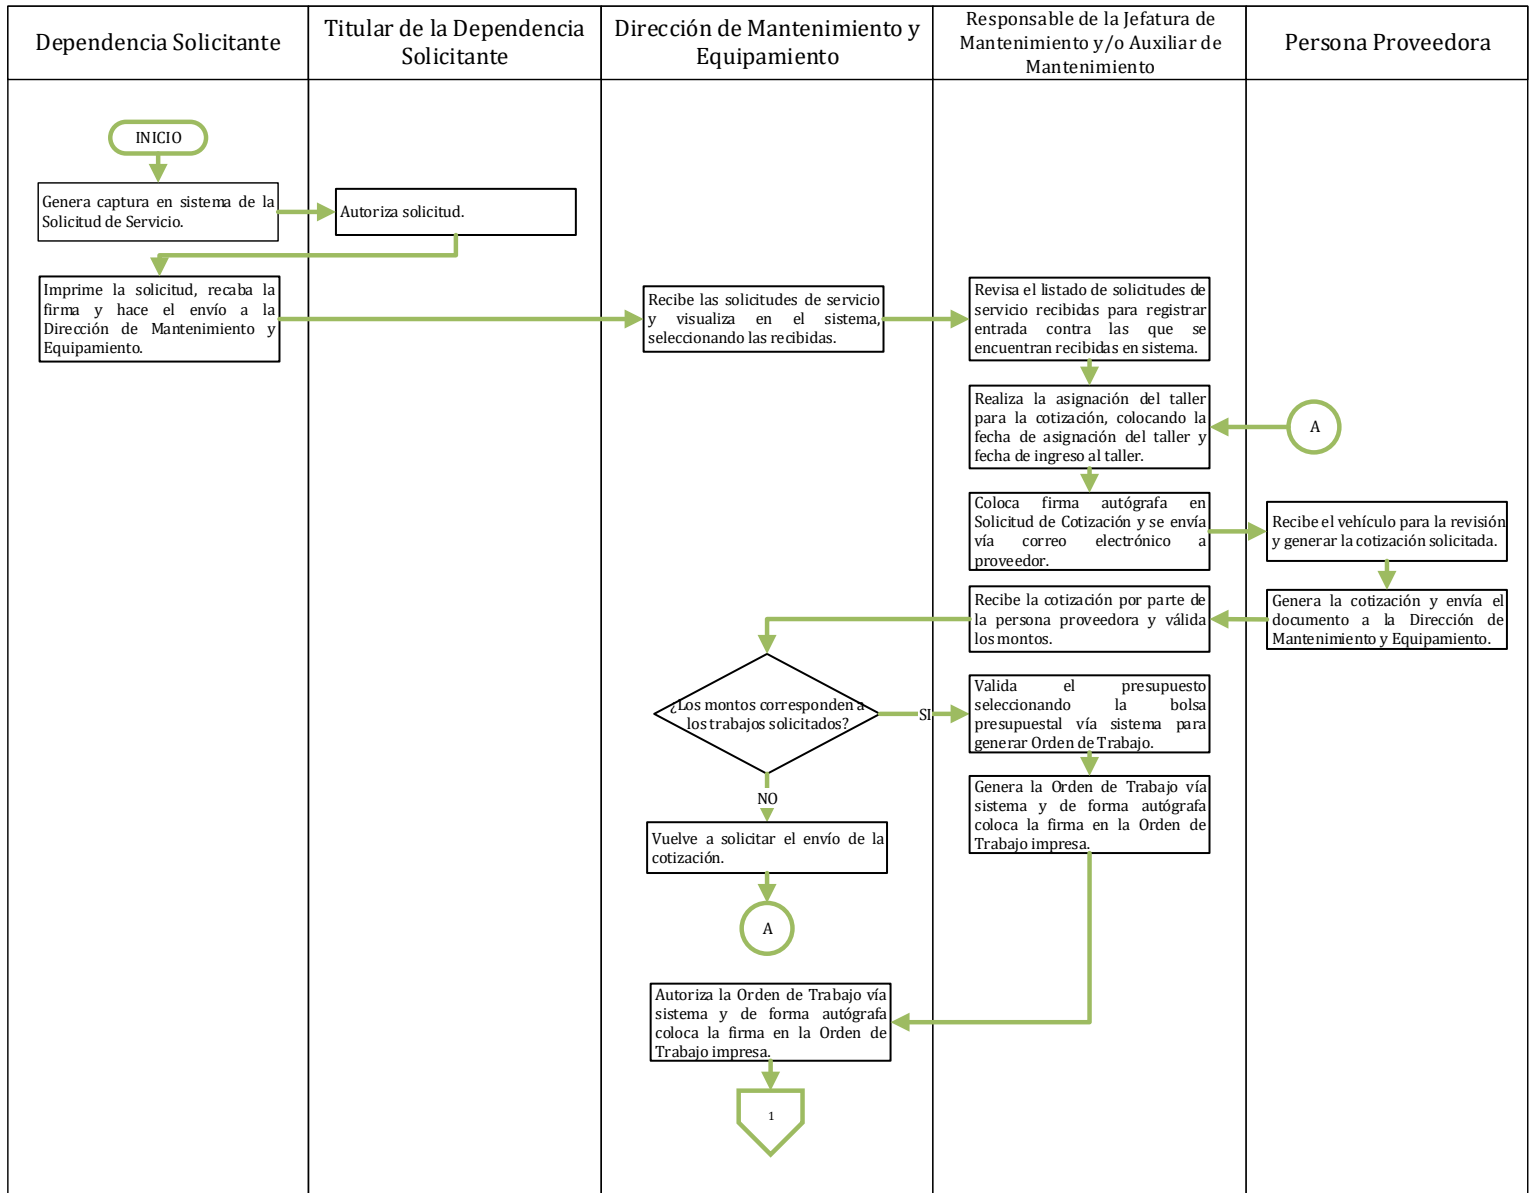 Dependencia Solicitante
Titular de la Dependencia
Solicitante
Dirección de Mantenimiento y
Equipamiento
Responsable de la Jefatura de
Mantenimiento y/o Auxiliar de
Mantenimiento
Persona Proveedora
INICIO
Genera captura en sistema de la
Solicitud de Servicio.
Autoriza solicitud.
Imprime la solicitud, recaba la
firma y hace el envío a la
Dirección de Mantenimiento y
Equipamiento.
Recibe las solicitudes de servicio
y visualiza en el sistema,
seleccionando las recibidas.
Revisa el listado de solicitudes de
servicio recibidas para registrar
entrada contra las que se
encuentran recibidas en sistema.
Realiza la asignación del taller
para la cotización, colocando la
fecha de asignación del taller y
fecha de ingreso al taller.
A
Coloca firma autógrafa en
Solicitud de Cotización y se envía
vía correo electrónico a
proveedor.
Recibe el vehículo para la revisión
y generar la cotización solicitada.
Genera la cotización y envía el
documento a la Dirección de
Mantenimiento y Equipamiento.
Recibe la cotización por parte de
la persona proveedora y válida
los montos.
¿Los montos corresponden a
los trabajos solicitados?
SI
Valida el presupuesto
seleccionando la bolsa
presupuestal vía sistema para
generar Orden de Trabajo.
Genera la Orden de Trabajo vía
sistema y de forma autógrafa
coloca la firma en la Orden de
Trabajo impresa.
NO
Vuelve a solicitar el envío de la
cotización.
A
Autoriza la Orden de Trabajo vía
sistema y de forma autógrafa
coloca la firma en la Orden de
Trabajo impresa.
1